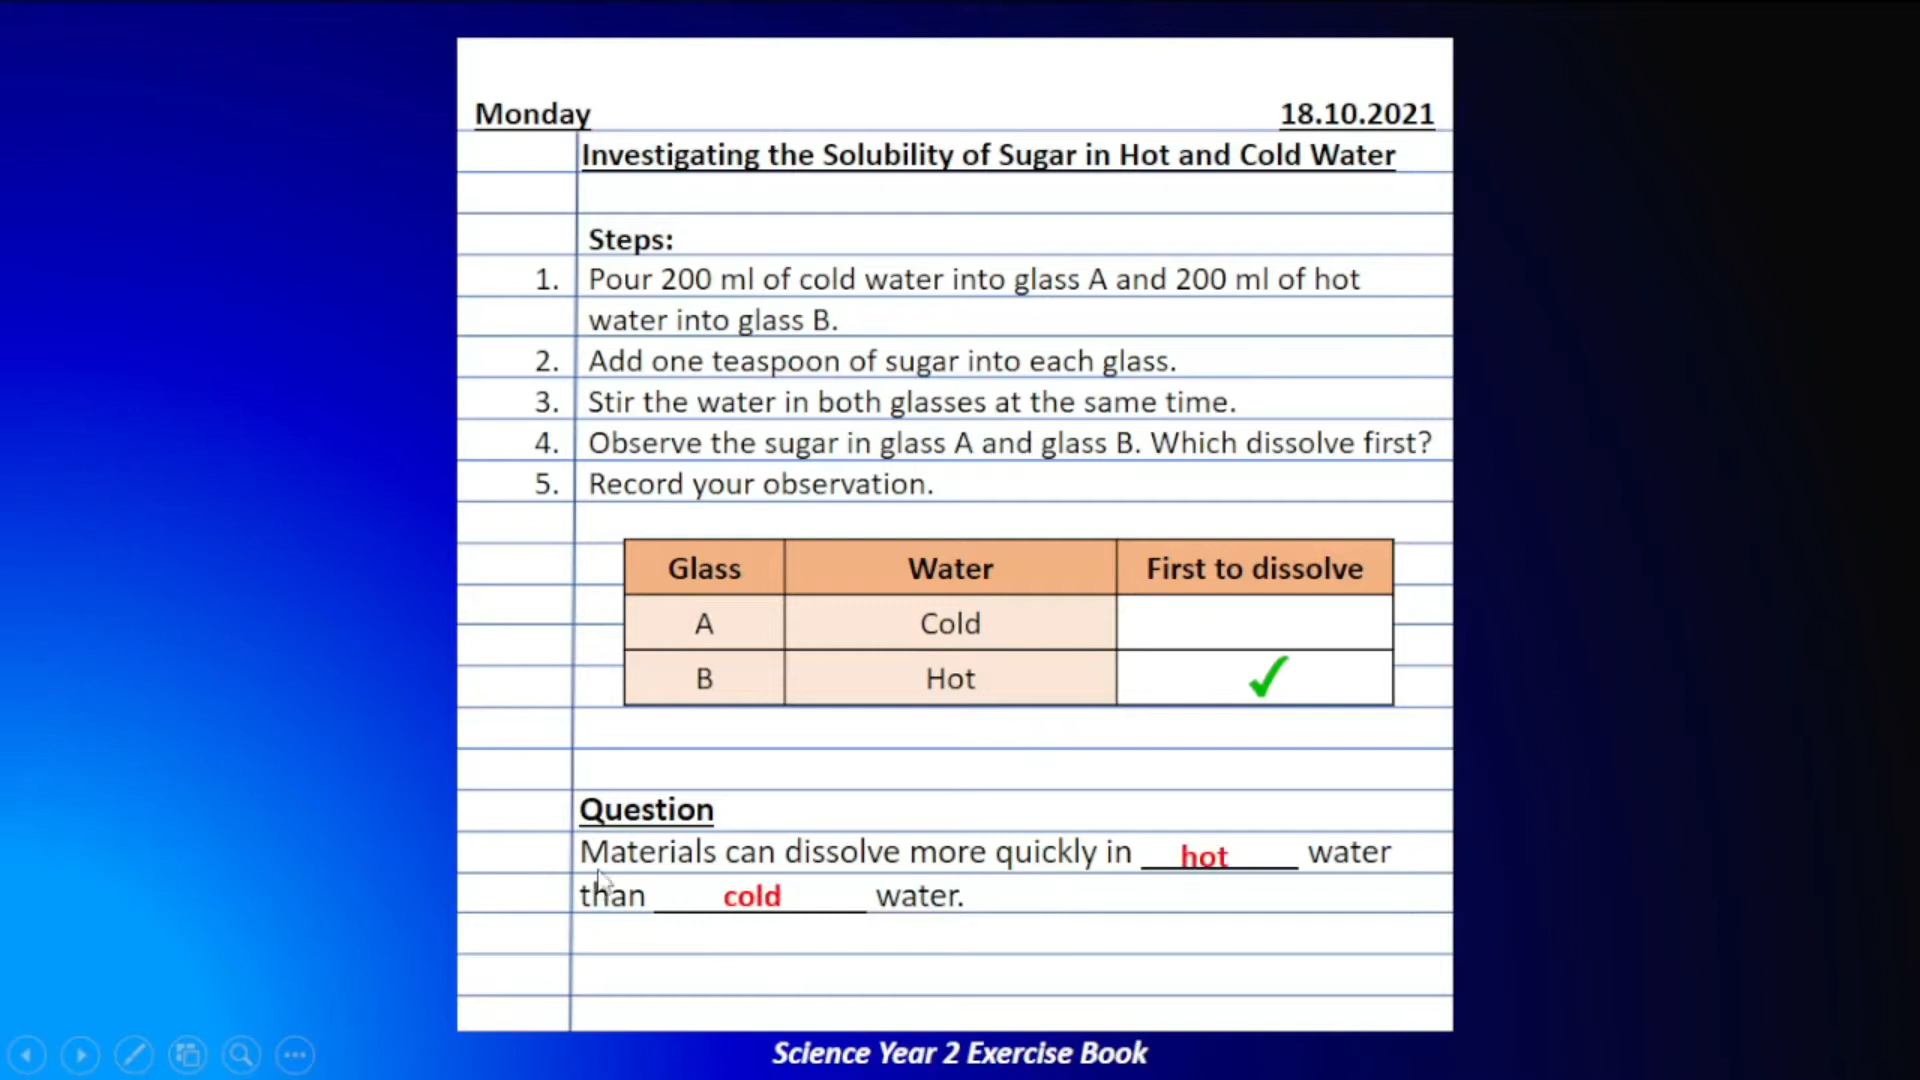 Monday 18.10.2021
Investigating the Solubility of Sugar in Hot and Cold Water
Steps:
1. Pour 200 ml of cold water into glass A and 200 ml of hot
water into glass B.
2. Add one teaspoon of sugar into each glass.
3. Stir the water in both glasses at the same time.
4. Observe the sugar in glass A and glass B. Which dissolve first?
5. Record your observation.
Glass Water First to dissolve
A Cold
B Hot ✓
Question
Materials can dissolve more quickly in hot water
than cold water.
Science Year 2 Exercise Book